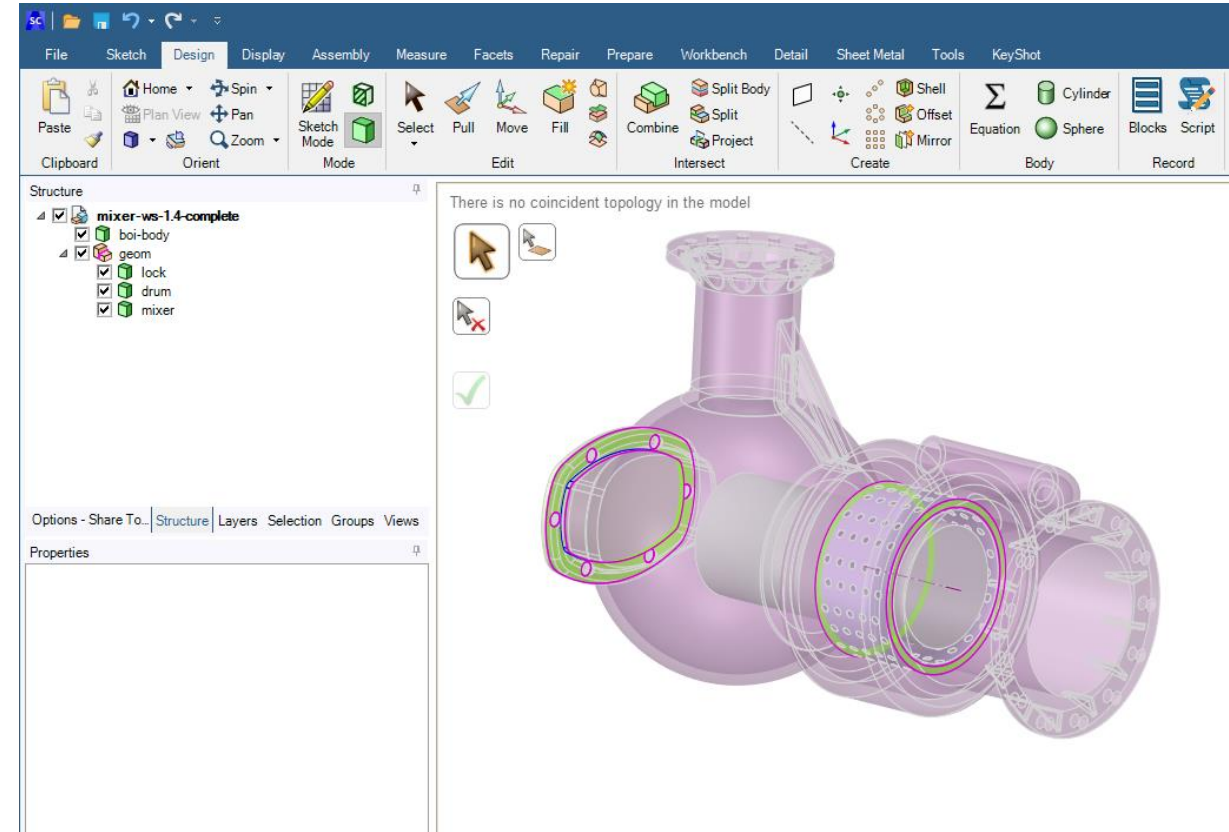 SC
File Sketch Design Display Assembly Measure Facets Repair Prepare Workbench Detail Sheet Metal Tools KeyShot
Home Spin Split Body Shell Cylinder
Plan View Pan Split Offset
Paste Sketch Mode Select Pull Move Fill Combine Equation Sphere Blocks Script
Zoom Project Mirror
Clipboard Orient Mode Edit Intersect Create Body Record
Structure
There is no coincident topology in the model
mixer-ws-1.4-complete
boi-body
geom
lock
drum
mixer
Options - Share To... Structure Layers Selection Groups Views
Properties